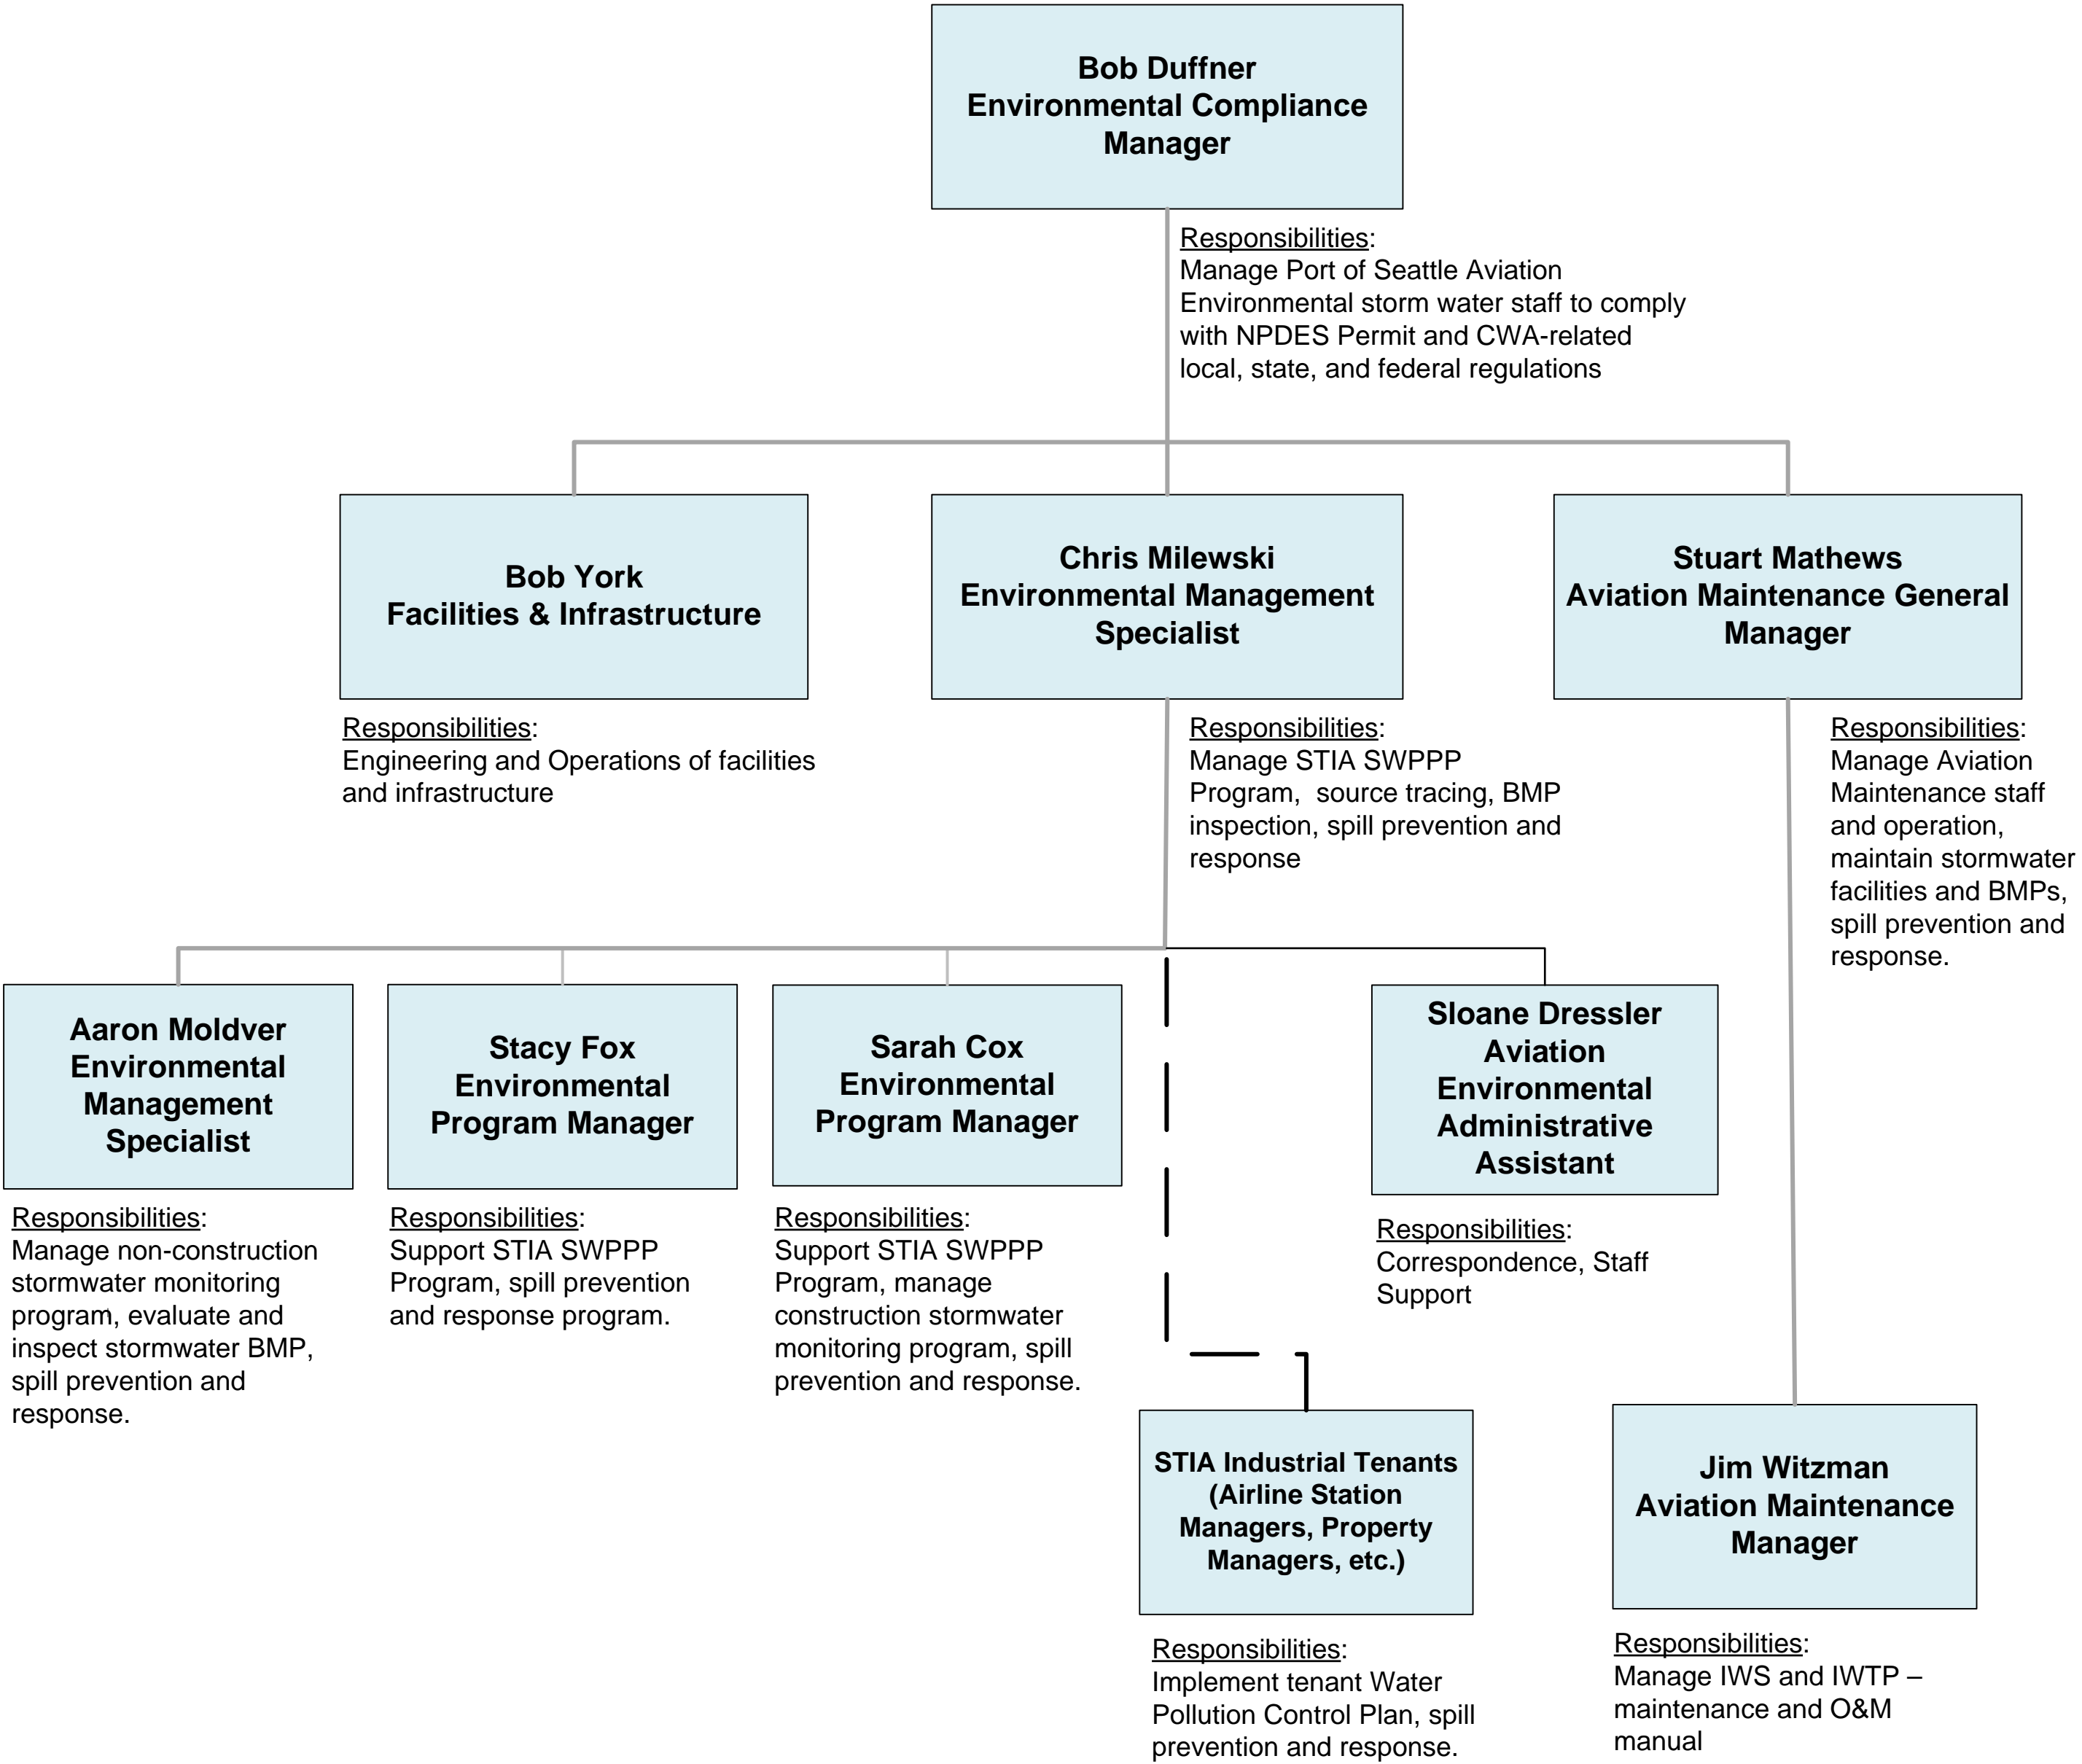 Bob Duffner
Environmental Compliance
Manager
Responsibilities:
Manage Port of Seattle Aviation
Environmental storm water staff to comply
with NPDES Permit and CWA-related
local, state, and federal regulations
Bob York
Facilities & Infrastructure
Responsibilities:
Engineering and Operations of facilities
and infrastructure
Chris Milewski
Environmental Management
Specialist
Responsibilities:
Manage STIA SWPPP
Program,  source tracing, BMP
inspection, spill prevention and
response
Stuart Mathews
Aviation Maintenance General
Manager
Responsibilities:
Manage Aviation
Maintenance staff
and operation,
maintain stormwater
facilities and BMPs,
spill prevention and
response.
Aaron Moldver
Environmental
Management
Specialist
Responsibilities:
Manage non-construction
stormwater monitoring
program, evaluate and
inspect stormwater BMP,
spill prevention and
response.
Stacy Fox
Environmental
Program Manager
Responsibilities:
Support STIA SWPPP
Program, spill prevention
and response program.
Sarah Cox
Environmental
Program Manager
Responsibilities:
Support STIA SWPPP
Program, manage
construction stormwater
monitoring program, spill
prevention and response.
Sloane Dressler
Aviation
Environmental
Administrative
Assistant
Responsibilities:
Correspondence, Staff
Support
STIA Industrial Tenants
(Airline Station
Managers, Property
Managers, etc.)
Responsibilities:
Implement tenant Water
Pollution Control Plan, spill
prevention and response.
Jim Witzman
Aviation Maintenance
Manager
Responsibilities:
Manage IWS and IWTP –
maintenance and O&M
manual